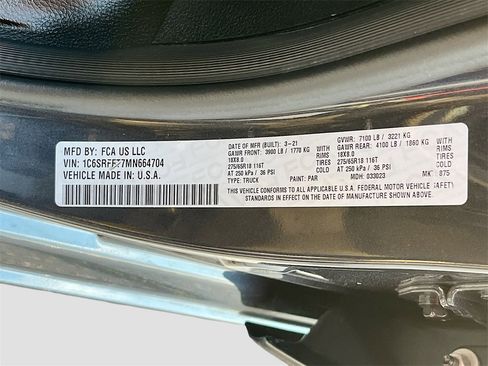 MFD BY: FCA US LLC
VIN: 1C6SRFFT7MN664704
VEHICLE MADE IN: U.S.A.
DATE OF MFR (BUILT): 3-21
GVWR: 7100 LB / 3221 KG
GAWR FRONT: 3900 LB / 1770 KG
GAWR REAR: 4100 LB / 1860 KG
18X8.0 RIMS
18X8.0 RIMS
275/65R18 116T TIRES
275/65R18 116T TIRES
AT 250 kPa / 36 PSI COLD
AT 250 kPa / 36 PSI COLD
TYPE: TRUCK
PAINT: PAR
MDH: 033023
MK: 875
THIS VEHICLE CONFORMS TO ALL APPLICABLE U.S.A. FEDERAL MOTOR VEHICLE SAFETY
STANDARDS IN EFFECT ON THE DATE OF MANUFACTURE SHOWN ABOVE.